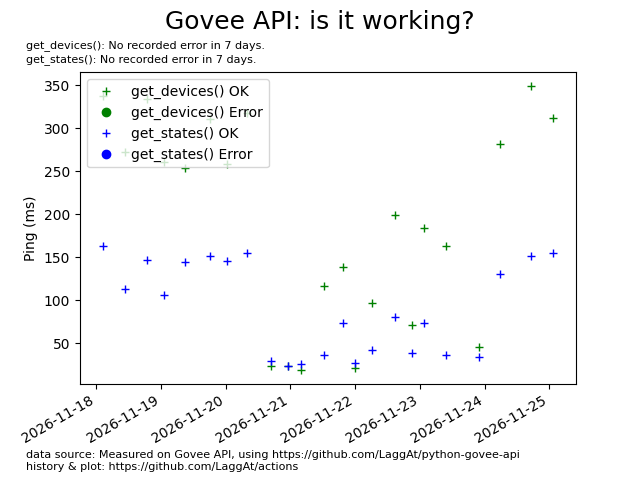 Govee API: is it working?
get_devices(): No recorded error in 7 days.
get_states(): No recorded error in 7 days.
get_devices() OK
get_devices() Error
get_states() OK
get_states() Error
Ping (ms)
350
300
250
200
150
100
50
2026-11-18
2026-11-19
2026-11-20
2026-11-21
2026-11-22
2026-11-23
2026-11-24
2026-11-25
data source: Measured on Govee API, using https://github.com/LaggAt/python-govee-api
history & plot: https://github.com/LaggAt/actions